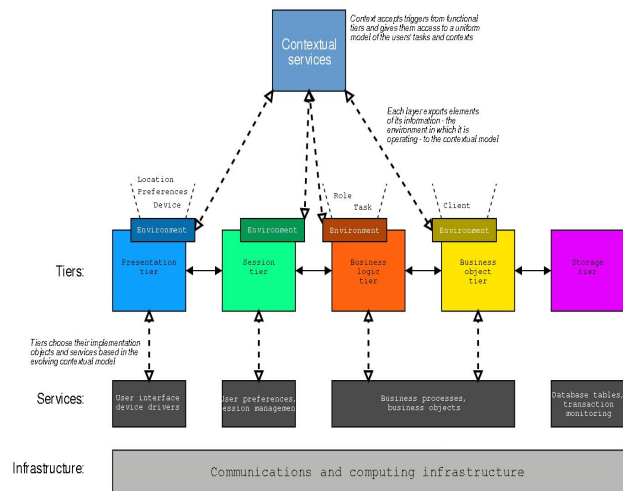 Contextual
services
Context accepts triggers from functional
tiers and gives them access to a uniform
model of the users' tasks and contexts
Each layer exports elements
of its information - the
environment in which it is
operating - to the contextual model
Location
Preferences
Device
Role
Task
Client
Environment
Environment
Environment
Environment
Tiers:
Presentation
tier
Session
tier
Business
logic
tier
Business
object
tier
Storage
tier
Tiers choose their implementation
objects and services based in the
evolving contextual model
Services:
User interface
device drivers
User preferences,
session management
Business processes,
business objects
Database tables,
transaction
monitoring
Infrastructure:
Communications and computing infrastructure